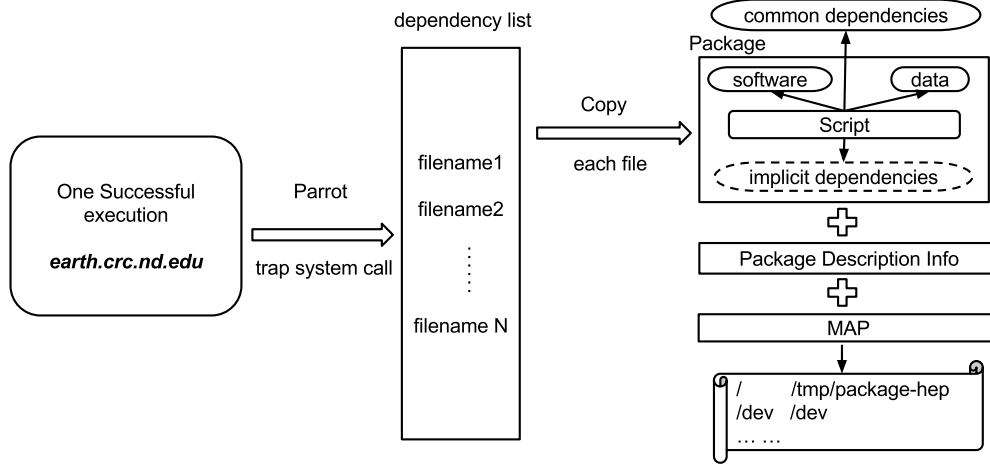 One Successful
execution
earth.crc.nd.edu
Parrot
trap system call
dependency list
filename1
filename2
......
filename N
Copy
each file
common dependencies
Package
software
data
Script
implicit dependencies
Package Description Info
MAP
/ /tmp/package-hep
/dev /dev
... ...